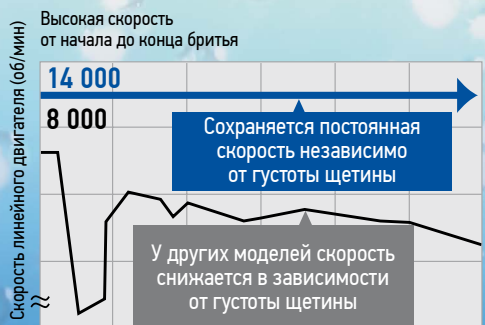 Высокая скорость
от начала до конца бритья
Скорость линейного двигателя (об/мин)
14 000
8 000
Сохраняется постоянная
скорость независимо
от густоты щетины
У других моделей скорость
снижается в зависимости
от густоты щетины